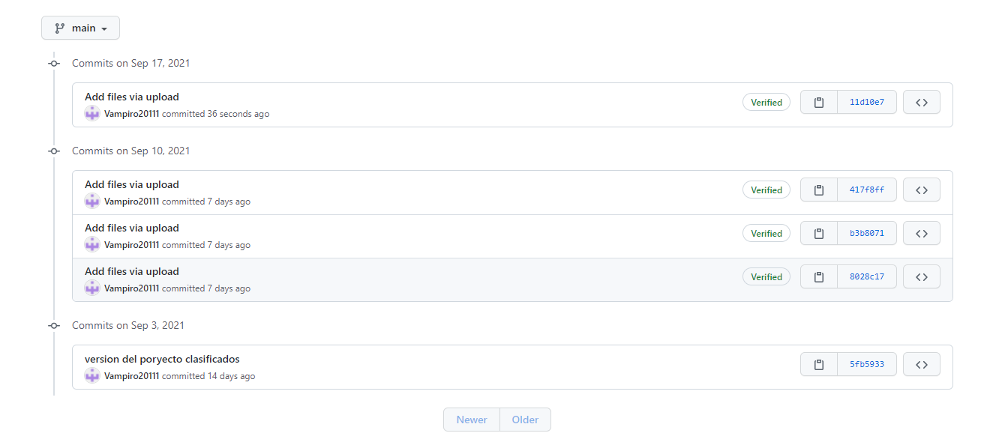 main
Commits on Sep 17, 2021
Add files via upload
Vampiro20111 committed 36 seconds ago
Verified
11d10e7
Commits on Sep 10, 2021
Add files via upload
Vampiro20111 committed 7 days ago
Verified
417f8ff
Add files via upload
Vampiro20111 committed 7 days ago
Verified
b3b8071
Add files via upload
Vampiro20111 committed 7 days ago
Verified
8028c17
Commits on Sep 3, 2021
version del poryecto clasificados
Vampiro20111 committed 14 days ago
5fb5933
Newer Older